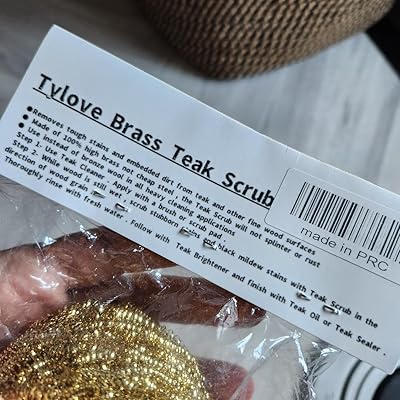 Tylove Brass Teak Scrub
●Removes tough stains and embedded dirt from teak and other fine wood surfaces
● Made of 100% high brass not cheap steel, the Teak Scrub will not splinter or rust
● Use instead of bronze wool in all heavy cleaning applications
Step 1- Use Teak Cleaner. Apply with a brush or scrub pad.
Step 2. While wood is still wet, scrub stubborn stains and black mildew stains with Teak Scrub in the
direction of wood grain.
Thoroughly rinse with fresh water. Follow with Teak Brightener and finish with Teak Oil or Teak Sealer.
made in PRC